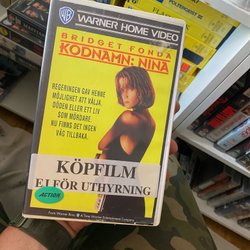 WARNER HOME VIDEO
BRIDGET FONDA
KODNAMN: NINA
REGERINGEN GAV HENNE
MÖJLIGHET ATT VÄLJA.
DÖDEN ELLER ETT LIV
SOM MÖRDARE.
NU FINNS DET INGEN
VÄG TILLBAKA.
KÖPFILM
EJ FÖR UTHYRNING
ACTION